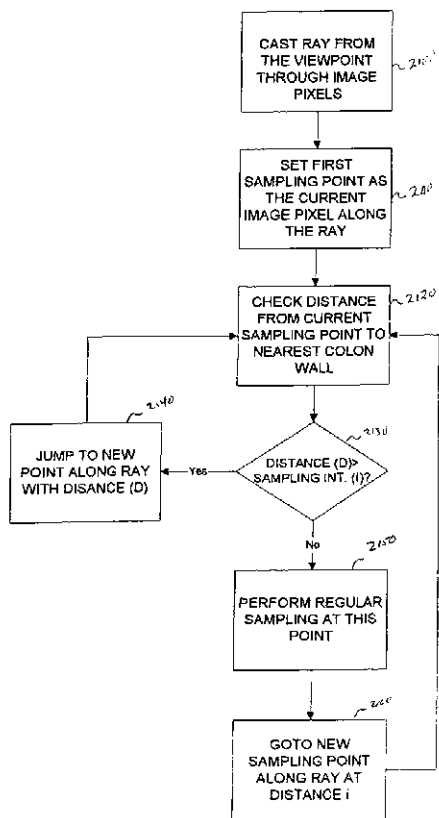 CAST RAY FROM
THE VIEWPOINT
THROUGH IMAGE
PIXELS
SET FIRST
SAMPLING POINT AS
THE CURRENT
IMAGE PIXEL ALONG
THE RAY
2120
CHECK DISTANCE
FROM CURRENT
SAMPLING POINT TO
NEAREST COLON
WALL
2140
JUMP TO NEW
POINT ALONG RAY
WITH DISANCE (D)
Yes
2130
DISTANCE (D)>
SAMPLING INT. (I)?
No
2150
PERFORM REGULAR
SAMPLING AT THIS
POINT
GOTO NEW
SAMPLING POINT
ALONG RAY AT
DISTANCE i